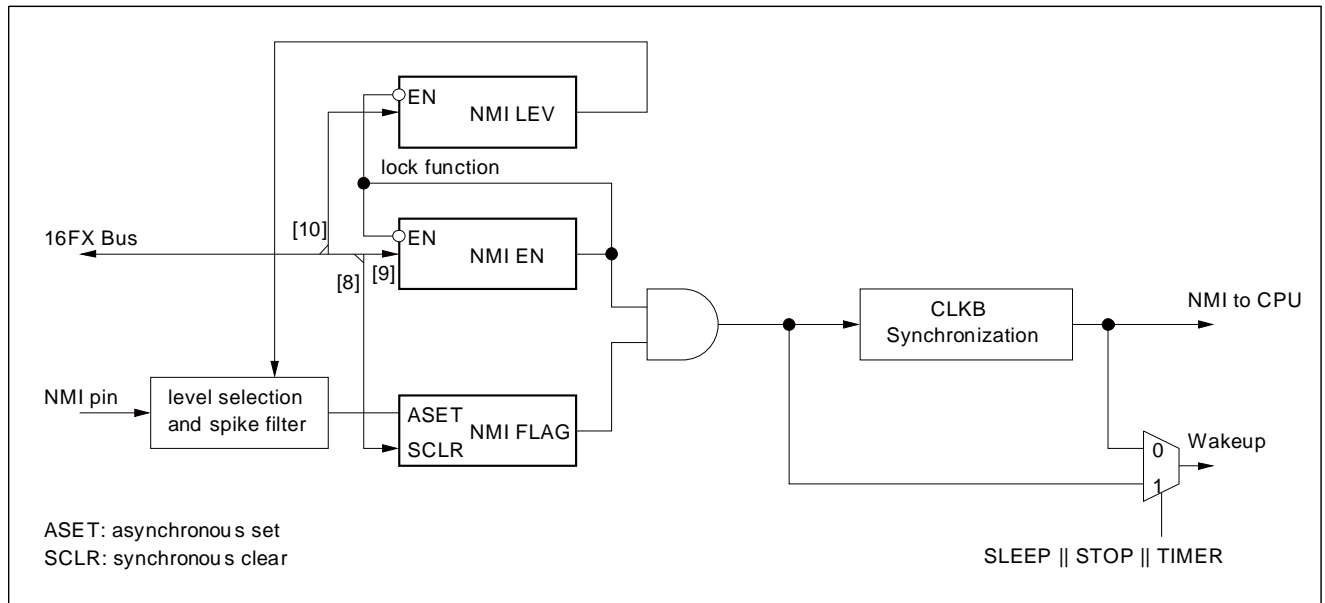 EN
NMI LEV
lock function
[10]
16FX Bus
EN
NMI EN
[9]
[8]
CLKB
Synchronization
NMI to CPU
NMI pin
level selection
and spike filter
ASET
NMI FLAG
SCLR
0
Wakeup
1
ASET: asynchronous set
SCLR: synchronous clear
SLEEP || STOP || TIMER